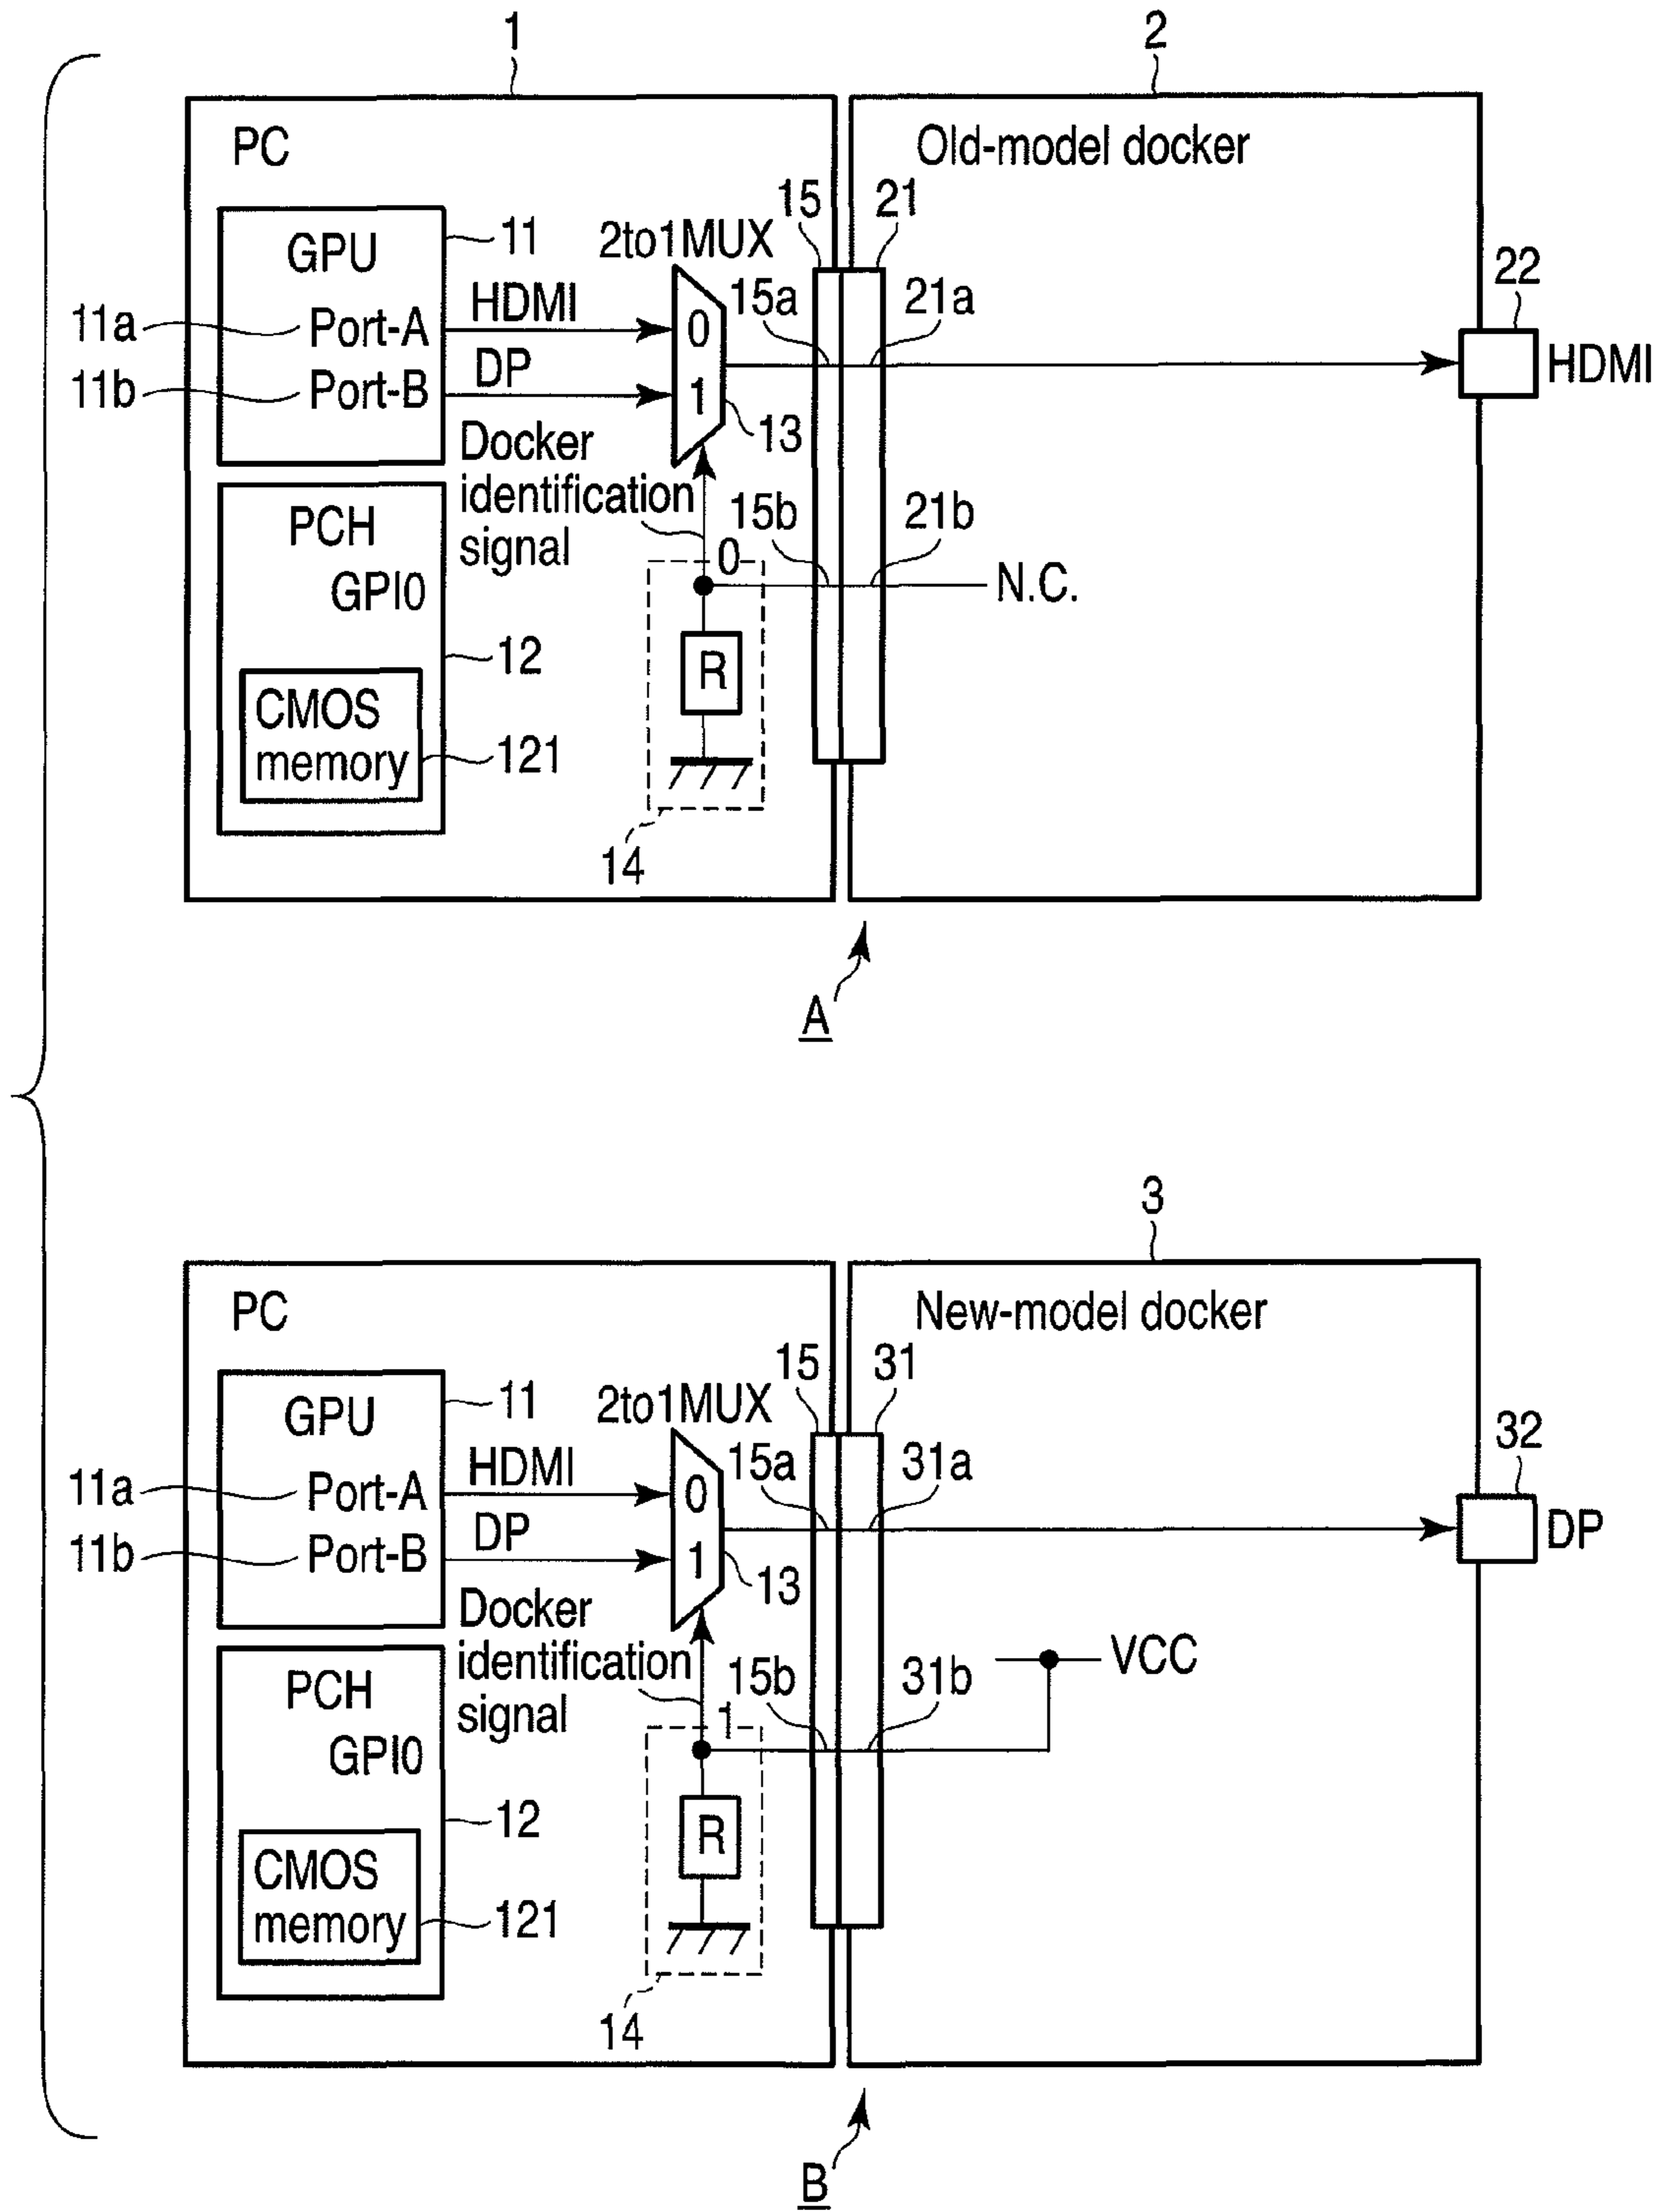 1
2
PC
Old-model docker
GPU
11
2to1MUX
15
21
22
11a
Port-A
HDMI
0
15a
21a
HDMI
11b
Port-B
DP
1
13
Docker
identification
signal
PCH
GPI0
0
15b
21b
N.C.
12
R
CMOS
memory
121
14
A
3
PC
New-model docker
GPU
11
2to1MUX
15
31
32
11a
Port-A
HDMI
0
15a
31a
DP
11b
Port-B
DP
1
13
Docker
identification
signal
PCH
GPI0
1
15b
31b
VCC
12
R
CMOS
memory
121
14
B